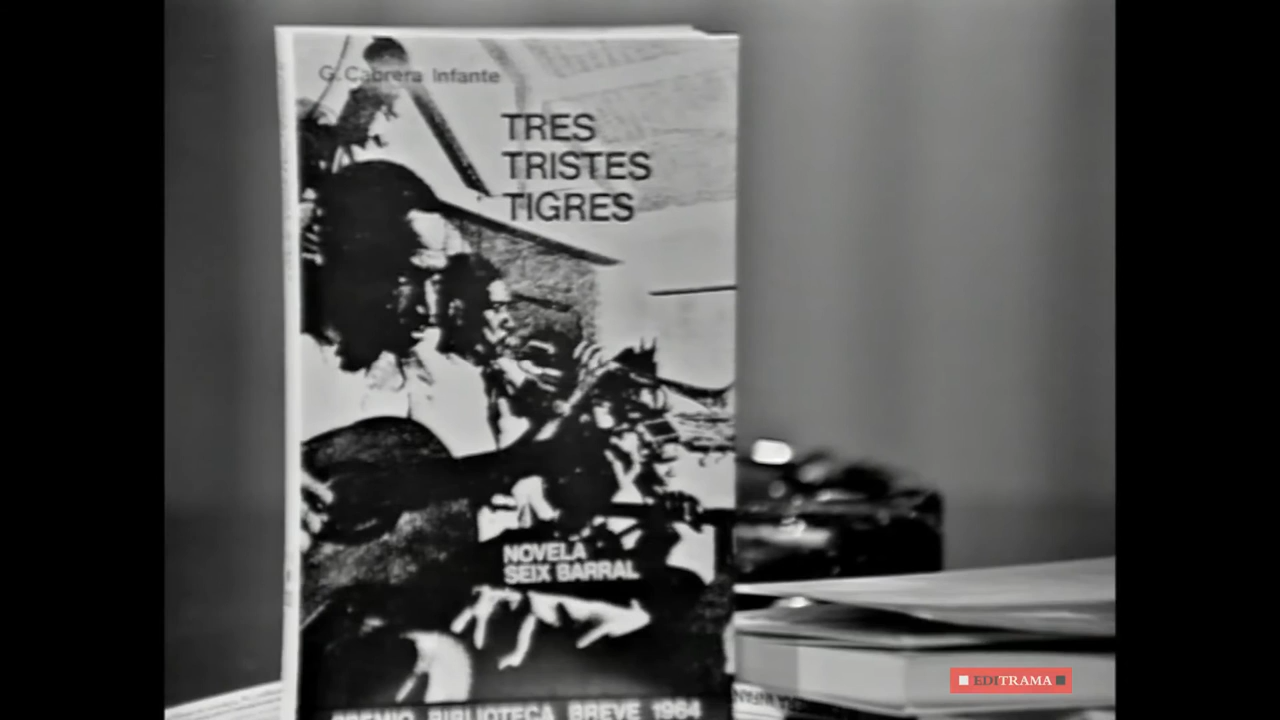 G. Cabrera Infante
TRES
TRISTES
TIGRES
NOVELA
SEIX BARRAL
PREMIO BIBLIOTECA BREVE 1964
EDITRAMA